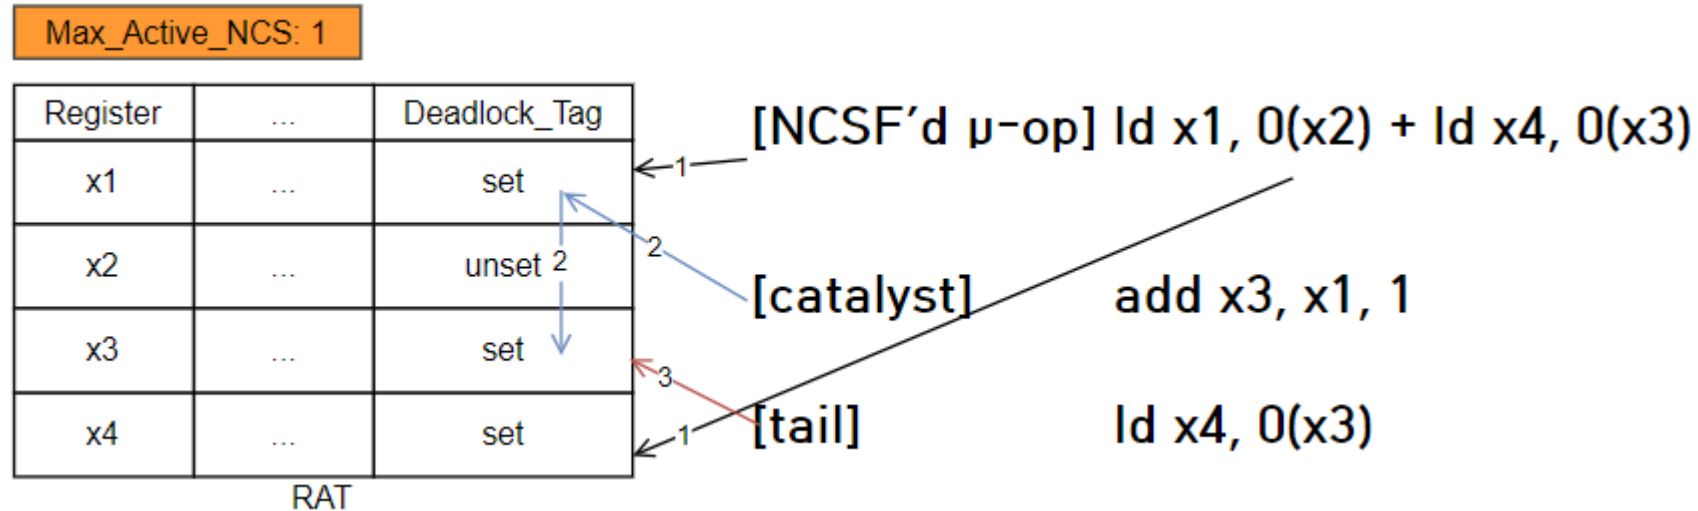 Max_Active_NCS: 1
Register ... Deadlock_Tag
[NCSF′d μ-op] ld x1, 0(x2) + ld x4, 0(x3)
x1 ... set
1
2
x2 ... unset 2
[catalyst] add x3, x1, 1
x3 ... set
3
x4 ... set
1
[tail] ld x4, 0(x3)
RAT